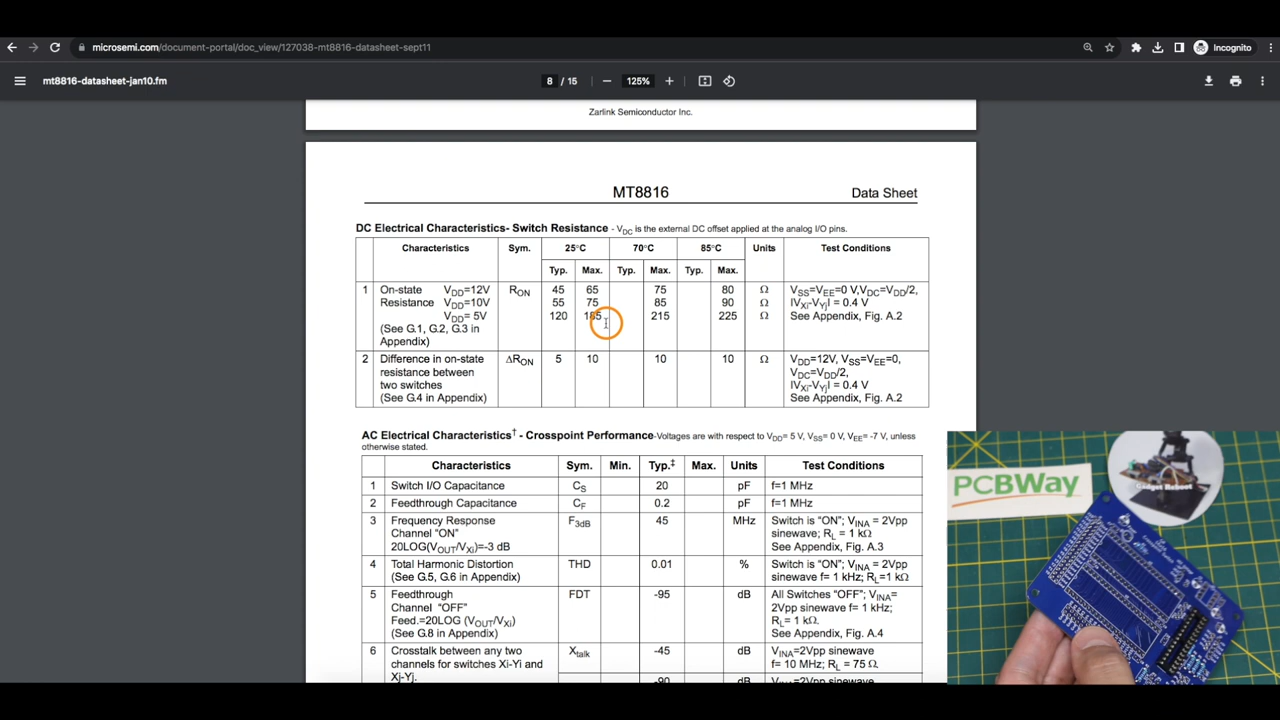 microsemi.com/document-portal/doc_view/127038-mt8816-datasheet-sept11
Incognito
mt8816-datasheet-jan10.fm
8 / 15
125%
Zarlink Semiconductor Inc.
MT8816 Data Sheet
DC Electrical Characteristics- Switch Resistance - VDC is the external DC offset applied at the analog I/O pins.
Characteristics Sym. 25°C 70°C 85°C Units Test Conditions
Typ. Max. Typ. Max. Typ. Max.
1 On-state VDD=12V RON 45 65 75 80 Ω VSS=VEE=0 V,VDC=VDD/2,
Resistance VDD=10V 55 75 85 90 Ω IVXi-VYjI = 0.4 V
VDD= 5V 120 185 215 225 Ω See Appendix, Fig. A.2
(See G.1, G.2, G.3 in
Appendix)
2 Difference in on-state ΔRON 5 10 10 10 Ω VDD=12V, VSS=VEE=0,
resistance between VDC=VDD/2,
two switches IVXi-VYjI = 0.4 V
(See G.4 in Appendix) See Appendix, Fig. A.2
AC Electrical Characteristics† - Crosspoint Performance-Voltages are with respect to VDD= 5 V, VSS= 0 V, VEE= -7 V, unless
otherwise stated.
Characteristics Sym. Min. Typ.‡ Max. Units Test Conditions
1 Switch I/O Capacitance CS 20 pF f=1 MHz
2 Feedthrough Capacitance CF 0.2 pF f=1 MHz
3 Frequency Response F3dB 45 MHz Switch is “ON”; VINA = 2Vpp
Channel “ON” sinewave; RL = 1 kΩ
20LOG(VOUT/VXi)=-3 dB See Appendix, Fig. A.3
4 Total Harmonic Distortion THD 0.01 % Switch is “ON”; VINA = 2Vpp
(See G.5, G.6 in Appendix) sinewave f= 1 kHz; RL=1 kΩ
5 Feedthrough FDT -95 dB All Switches “OFF”; VINA=
Channel “OFF” 2Vpp sinewave f= 1 kHz;
Feed.=20LOG (VOUT/VXi) RL= 1 kΩ.
(See G.8 in Appendix) See Appendix, Fig. A.4
6 Crosstalk between any two Xtalk -45 dB VINA=2Vpp sinewave
channels for switches Xi-Yi and f= 10 MHz; RL = 75 Ω.
Xj-Yj. -90 dB VINA=2Vpp sinewave
PCBWay
Gadget Reboot